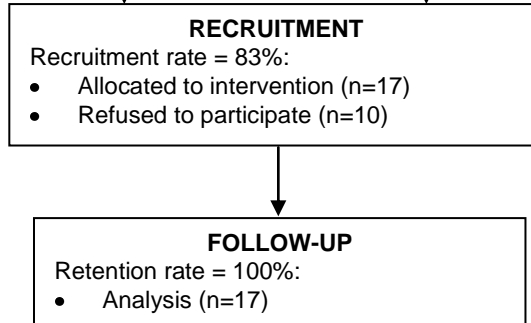 RECRUITMENT
Recruitment rate = 83%:
• Allocated to intervention (n=17)
• Refused to participate (n=10)
FOLLOW-UP
Retention rate = 100%:
• Analysis (n=17)